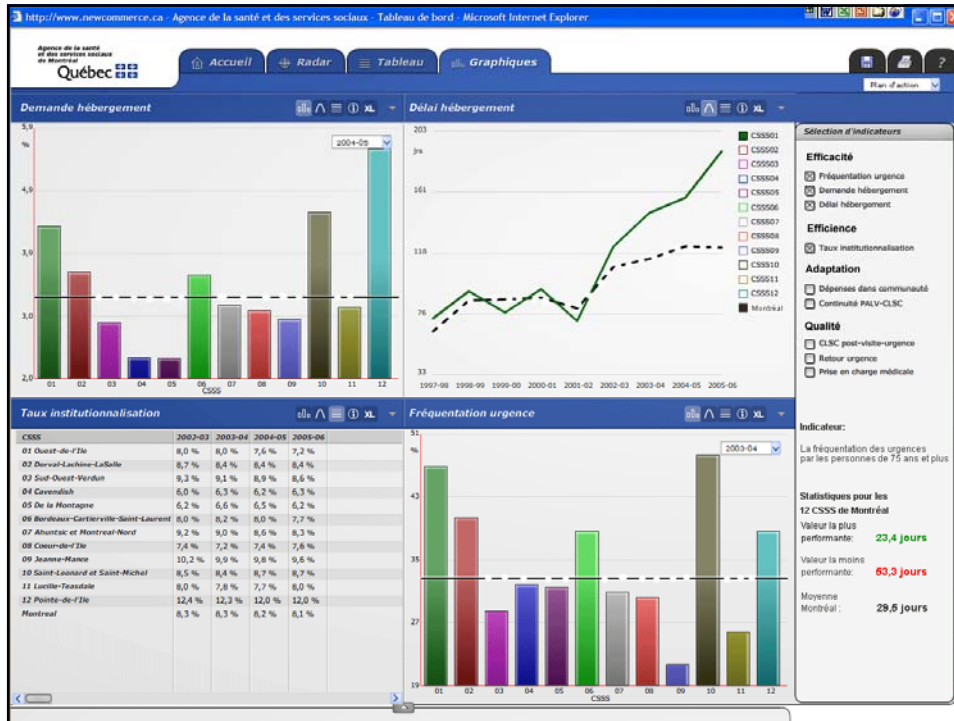 http://www.newcommerce.ca - Agence de la santé et des services sociaux - Tableau de bord - Microsoft Internet Explorer
Agence de la santé
et des services sociaux
de Montréal
Québec
Accueil
Radar
Tableau
Graphiques
?
Plan d'action
Demande hébergement
XL
5,9
%
4,9
3,9
3,0
2,0
2004-05
01 02 03 04 05 06 07 08 09 10 11 12
CSSS
Délai hébergement
XL
203
jrs
161
118
76
33
1997-98 1998-99 1999-00 2000-01 2001-02 2002-03 2003-04 2004-05 2005-06
CSSS01
CSSS02
CSSS03
CSSS04
CSSS05
CSSS06
CSSS07
CSSS08
CSSS09
CSSS10
CSSS11
CSSS12
Montréal
Taux institutionnalisation
XL
CSSS 2002-03 2003-04 2004-05 2005-06
01 Ouest-de-l'Ile 8,0 % 8,0 % 7,6 % 7,2 %
02 Dorval-Lachine-LaSalle 8,7 % 8,4 % 8,4 % 8,4 %
03 Sud-Ouest-Verdun 9,3 % 9,1 % 8,9 % 8,6 %
04 Cavendish 6,0 % 6,3 % 6,2 % 6,3 %
05 De la Montagne 6,2 % 6,6 % 6,5 % 6,2 %
06 Bordeaux-Cartierville-Saint-Laurent 8,0 % 8,2 % 8,0 % 7,7 %
07 Ahuntsic et Montreal-Nord 9,2 % 9,0 % 8,6 % 8,3 %
08 Coeur-de-l'Ile 7,4 % 7,2 % 7,4 % 7,6 %
09 Jeanne-Mance 10,2 % 9,9 % 9,8 % 9,6 %
10 Saint-Leonard et Saint-Michel 8,5 % 8,4 % 8,7 % 8,7 %
11 Lucille-Teasdale 8,0 % 7,8 % 7,7 % 8,0 %
12 Pointe-de-l'Ile 12,4 % 12,3 % 12,0 % 12,0 %
Montreal 8,3 % 8,3 % 8,2 % 8,1 %
Fréquentation urgence
XL
51
%
43
35
27
19
2003-04
01 02 03 04 05 06 07 08 09 10 11 12
CSSS
Sélection d'indicateurs
Efficacité
Fréquentation urgence
Demande hébergement
Délai hébergement
Efficience
Taux institutionnalisation
Adaptation
Dépenses dans communauté
Continuité PALV-CLSC
Qualité
CLSC post-visite-urgence
Retour urgence
Prise en charge médicale
Indicateur:
La fréquentation des urgences
par les personnes de 75 ans et plus
Statistiques pour les
12 CSSS de Montréal
Valeur la plus
performante: 23,4 jours
Valeur la moins
performante: 63,3 jours
Moyenne
Montréal : 29,5 jours